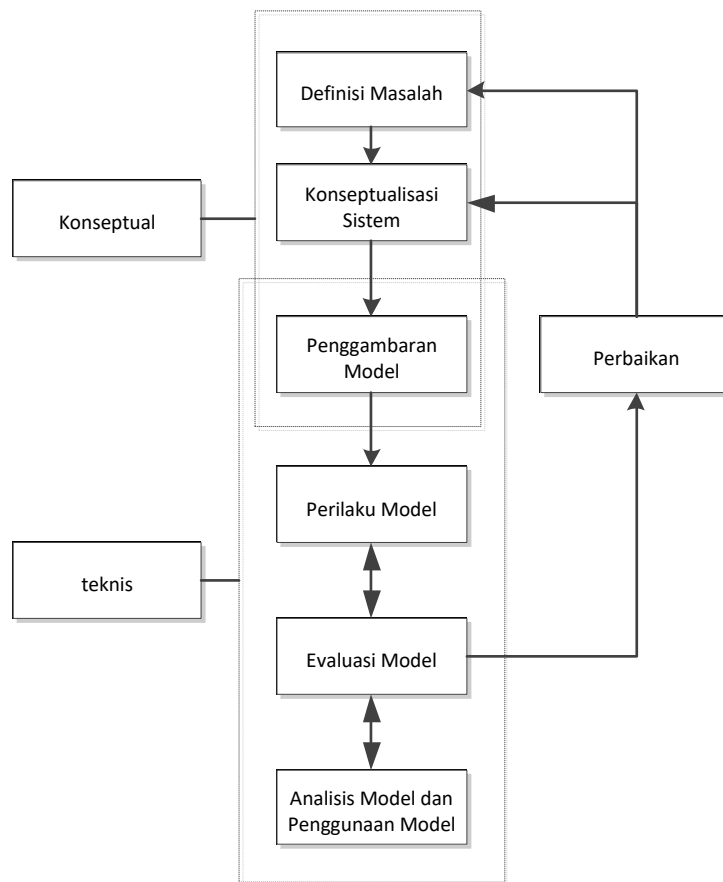 Definisi Masalah
Konseptualisasi
Sistem
Konseptual
Penggambaran
Model
Perbaikan
Perilaku Model
teknis
Evaluasi Model
Analisis Model dan
Penggunaan Model